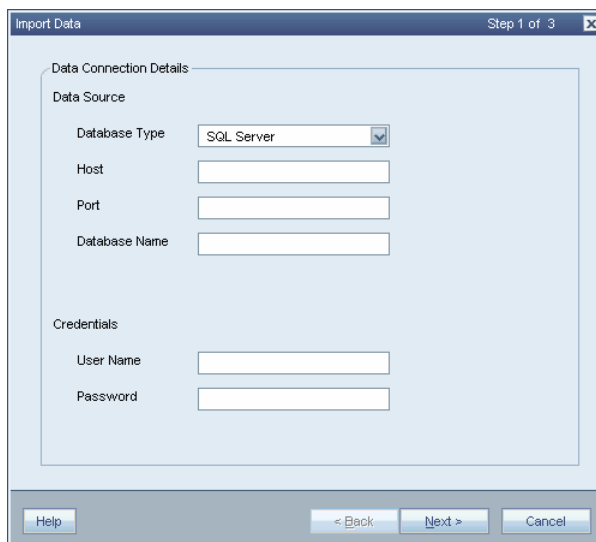 Import Data Step 1 of 3
Data Connection Details
Data Source
Database Type SQL Server
Host
Port
Database Name
Credentials
User Name
Password
Help < Back Next > Cancel